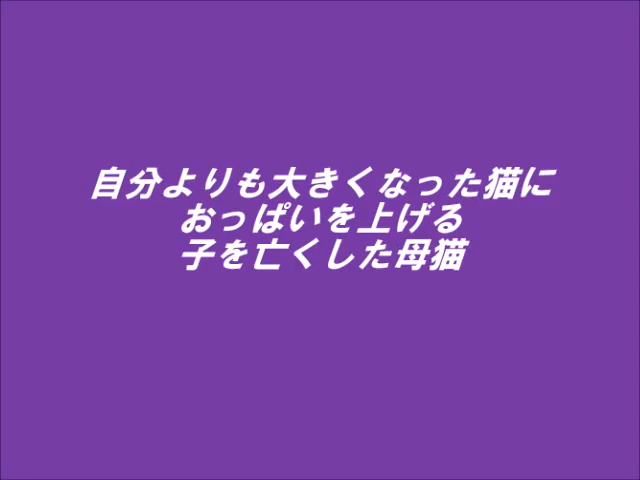 自分よりも大きくなった猫に
おっぱいを上げる
子を亡くした母猫